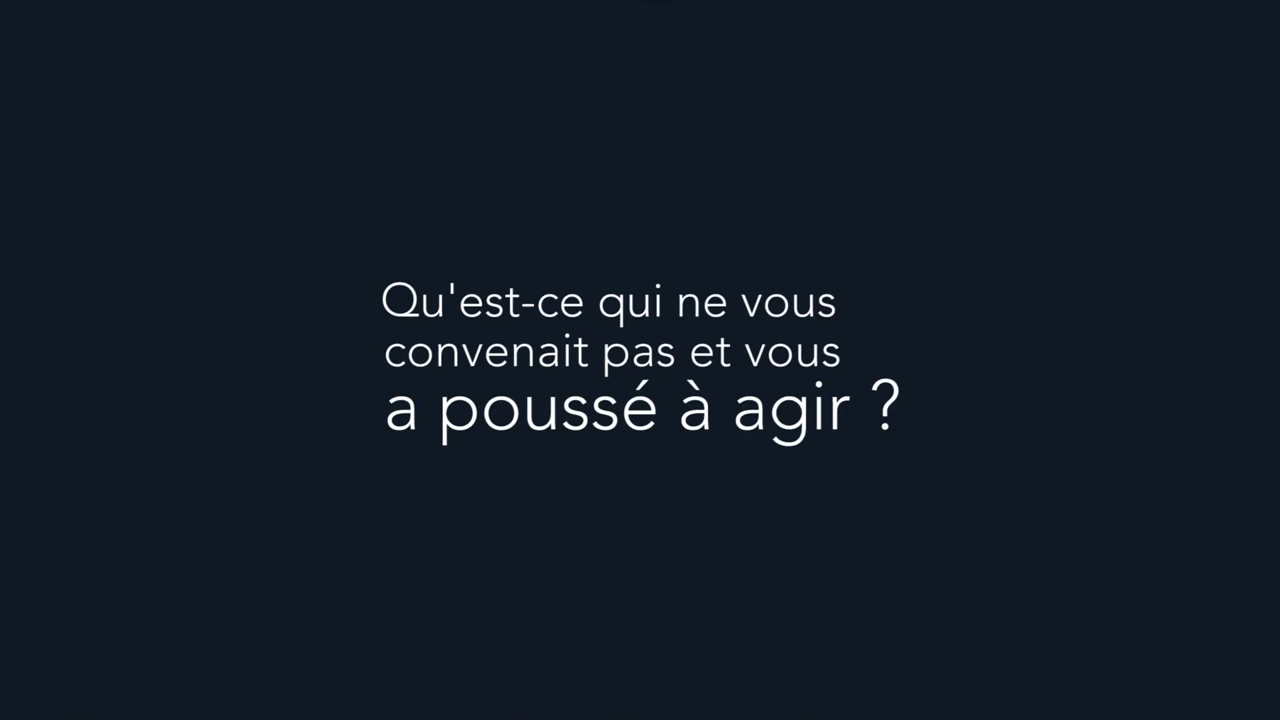 Qu'est-ce qui ne vous
convenait pas et vous
a poussé à agir ?